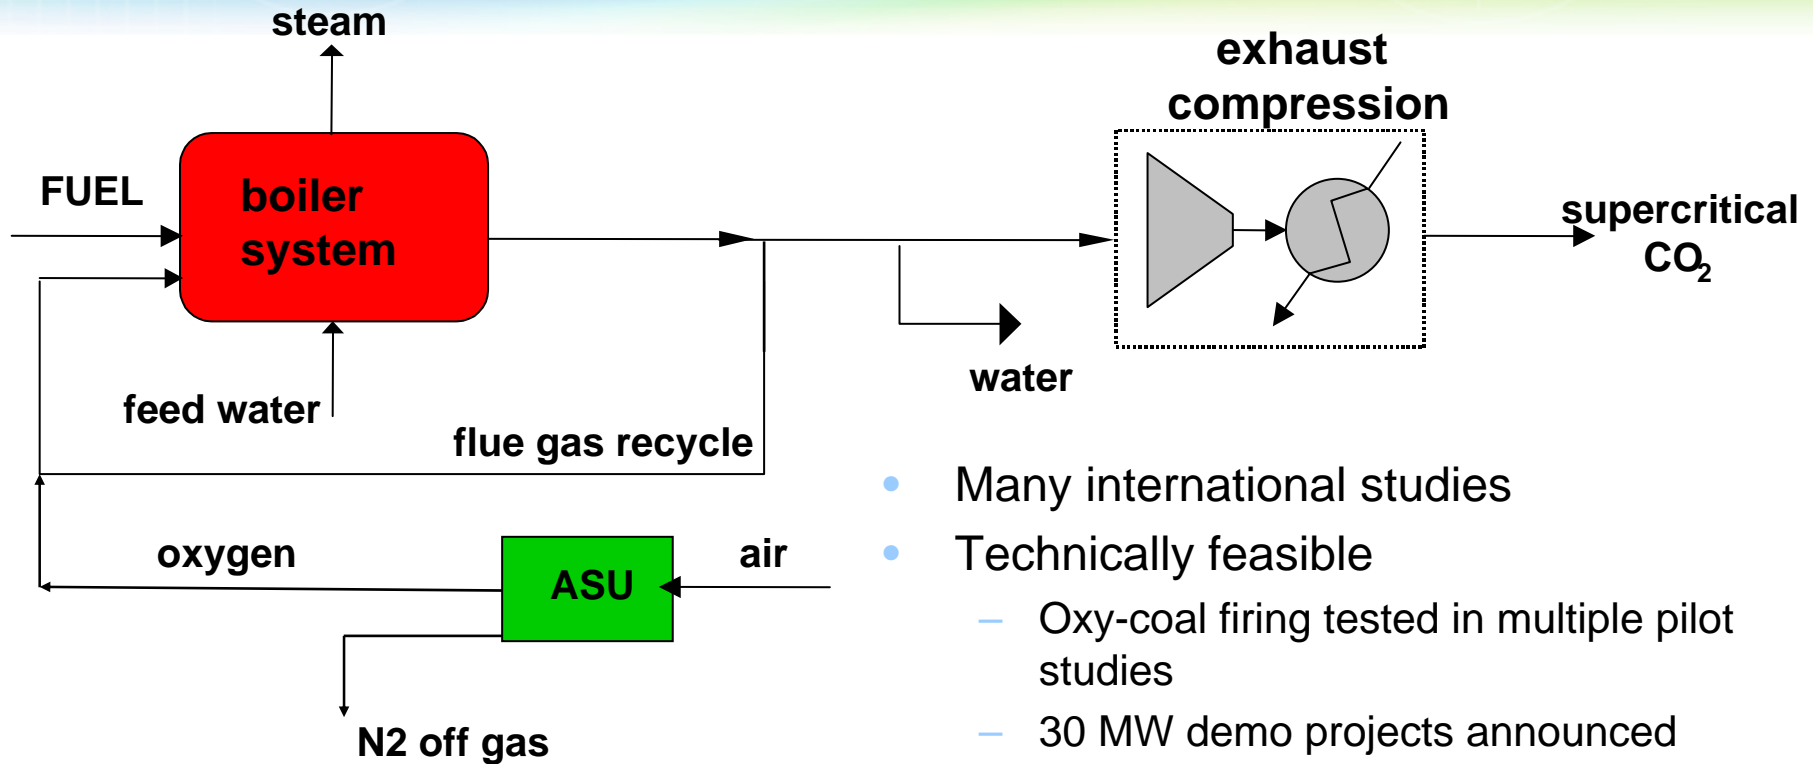 steam
exhaust
compression
FUEL
boiler
system
supercritical
CO₂
water
feed water
flue gas recycle
oxygen
ASU
air
N2 off gas
• Many international studies
• Technically feasible
– Oxy-coal firing tested in multiple pilot
studies
– 30 MW demo projects announced